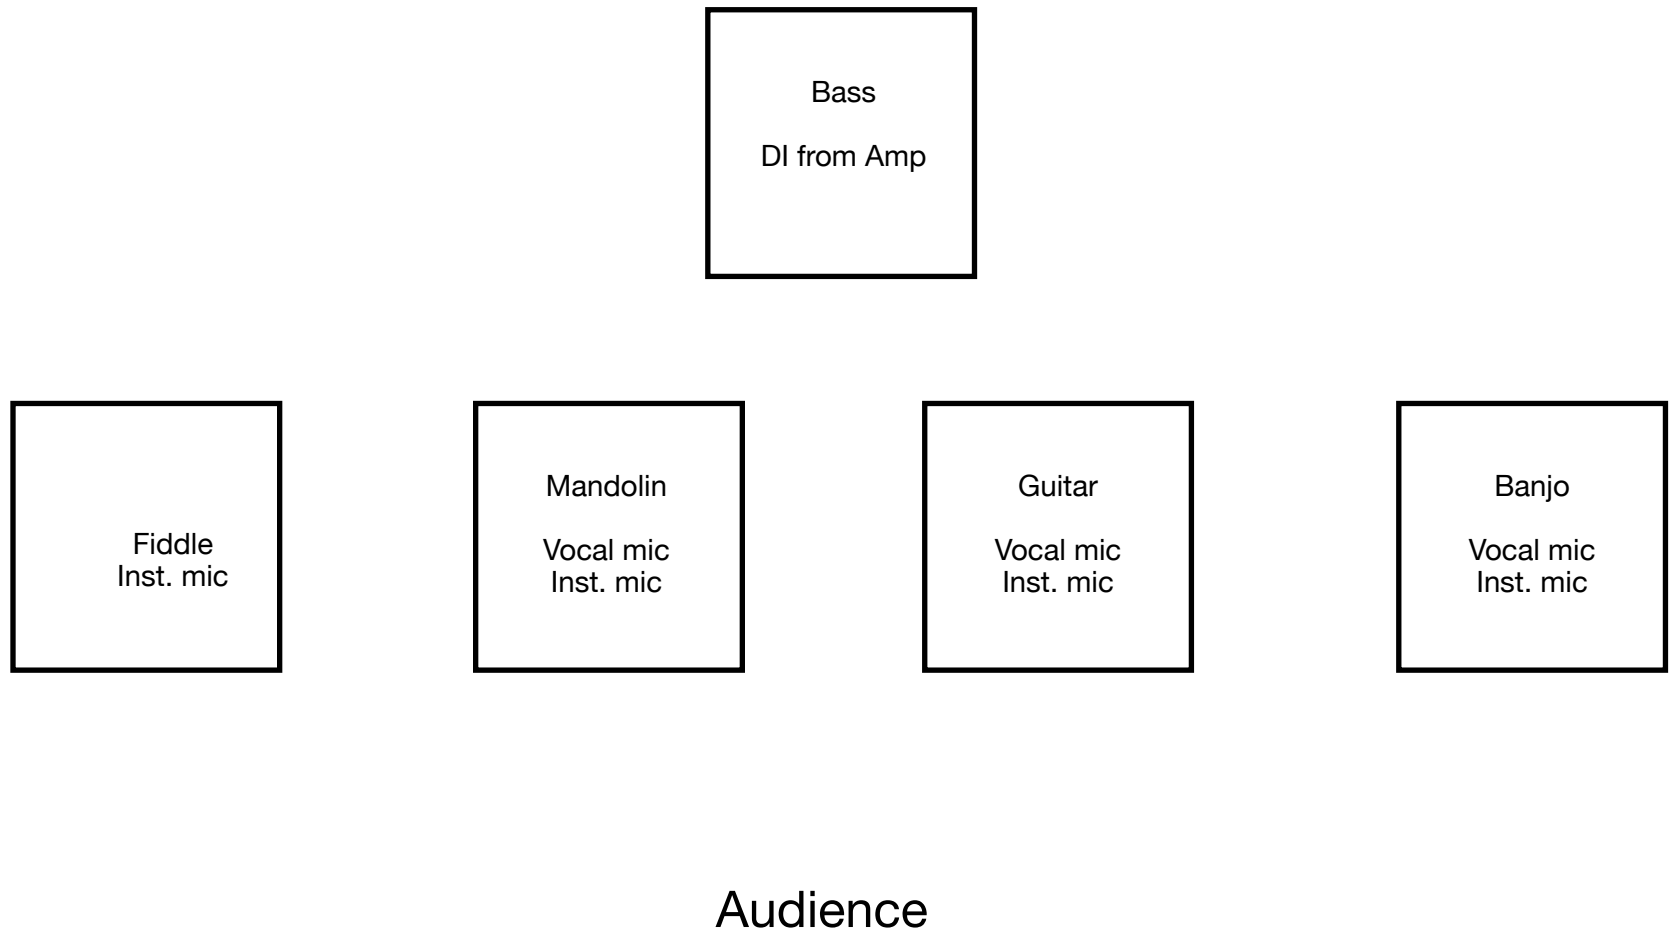 Bass
DI from Amp
Fiddle
Inst. mic
Mandolin
Vocal mic
Inst. mic
Guitar
Vocal mic
Inst. mic
Banjo
Vocal mic
Inst. mic
Audience